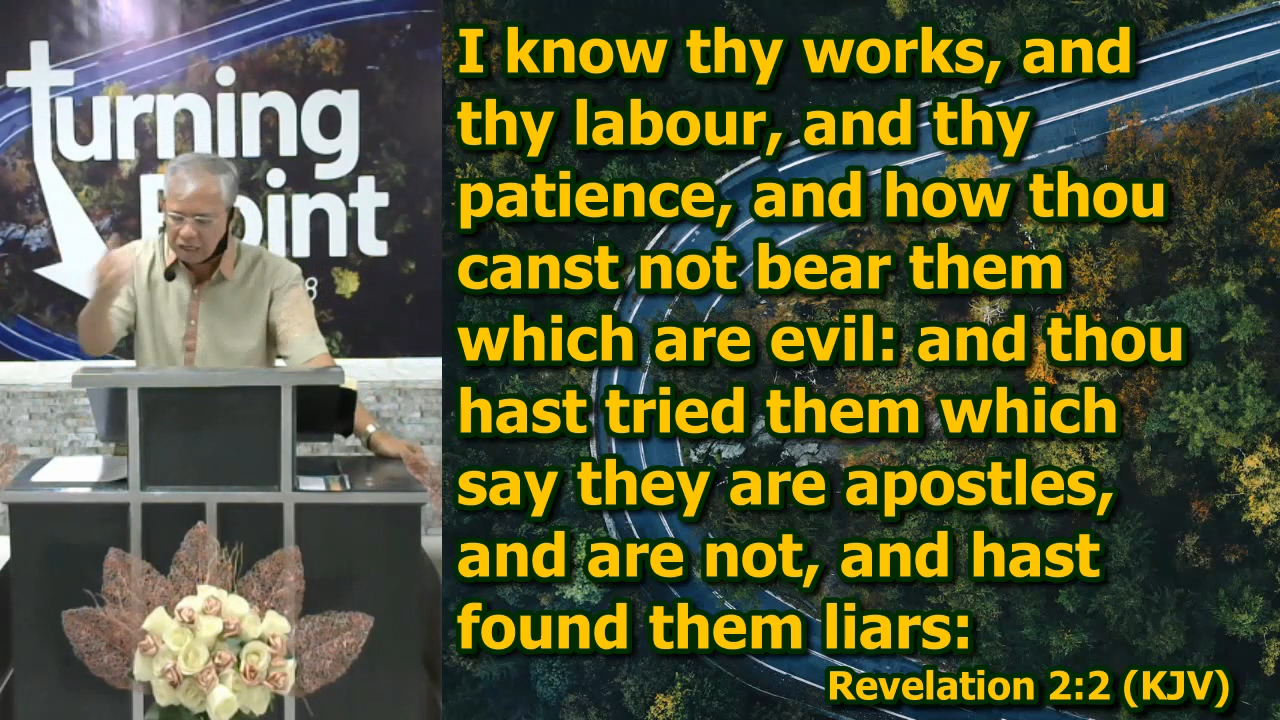 turning
Point
8
I know thy works, and
thy labour, and thy
patience, and how thou
canst not bear them
which are evil: and thou
hast tried them which
say they are apostles,
and are not, and hast
found them liars:
Revelation 2:2 (KJV)